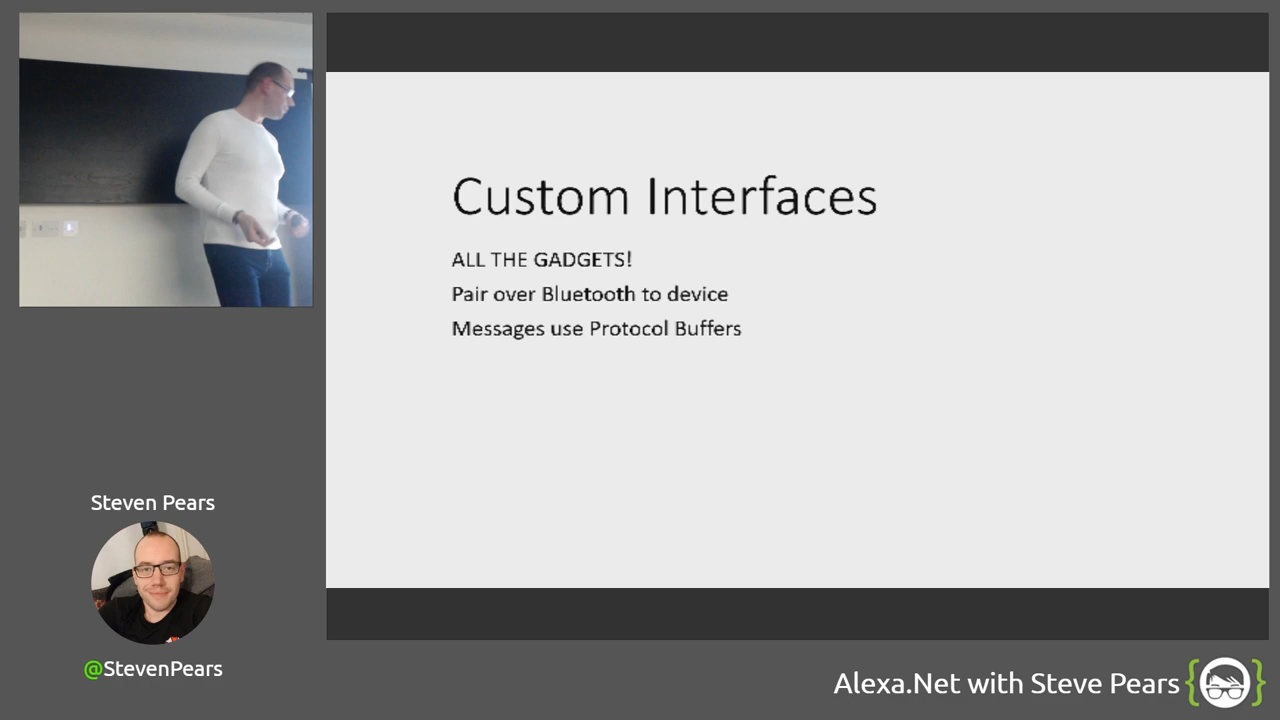 Custom Interfaces
ALL THE GADGETS!
Pair over Bluetooth to device
Messages use Protocol Buffers
Steven Pears
@StevenPears
Alexa.Net with Steve Pears